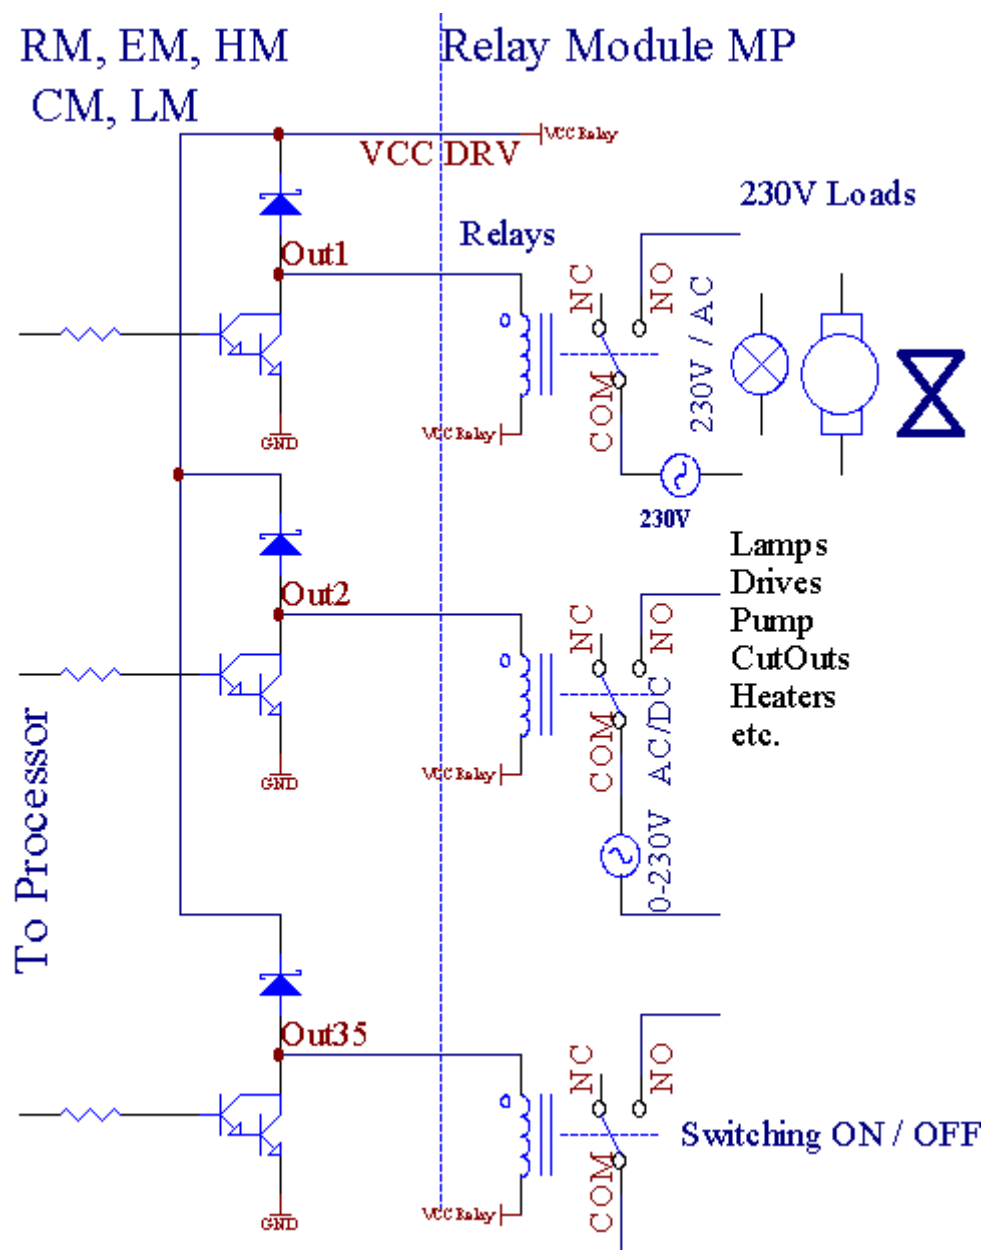 RM, EM, HM
CM, LM
Relay Module MP
VCC DRV
VCC Relay
230V Loads
Relays
Out1
NC
NO
COM
230V / AC
GND
VCC Relay
230V
Lamps
Drives
Pump
CutOuts
Heaters
etc.
Out2
NC
NO
COM
0-230V AC/DC
GND
VCC Relay
To Processor
Out35
NC
NO
COM
Switching ON / OFF
GND
VCC Relay